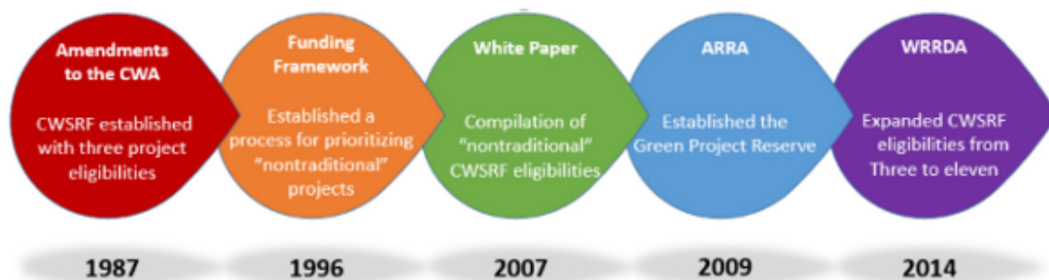 Amendments
to the CWA
CWSRF established
with three project
eligibilities
Funding
Framework
Established a
process for prioritizing
"nontraditional"
projects
White Paper
Compilation of
"nontraditional"
CWSRF eligibilities
ARRA
Established the
Green Project Reserve
WRRDA
Expanded CWSRF
eligibilities from
Three to eleven
1987
1996
2007
2009
2014